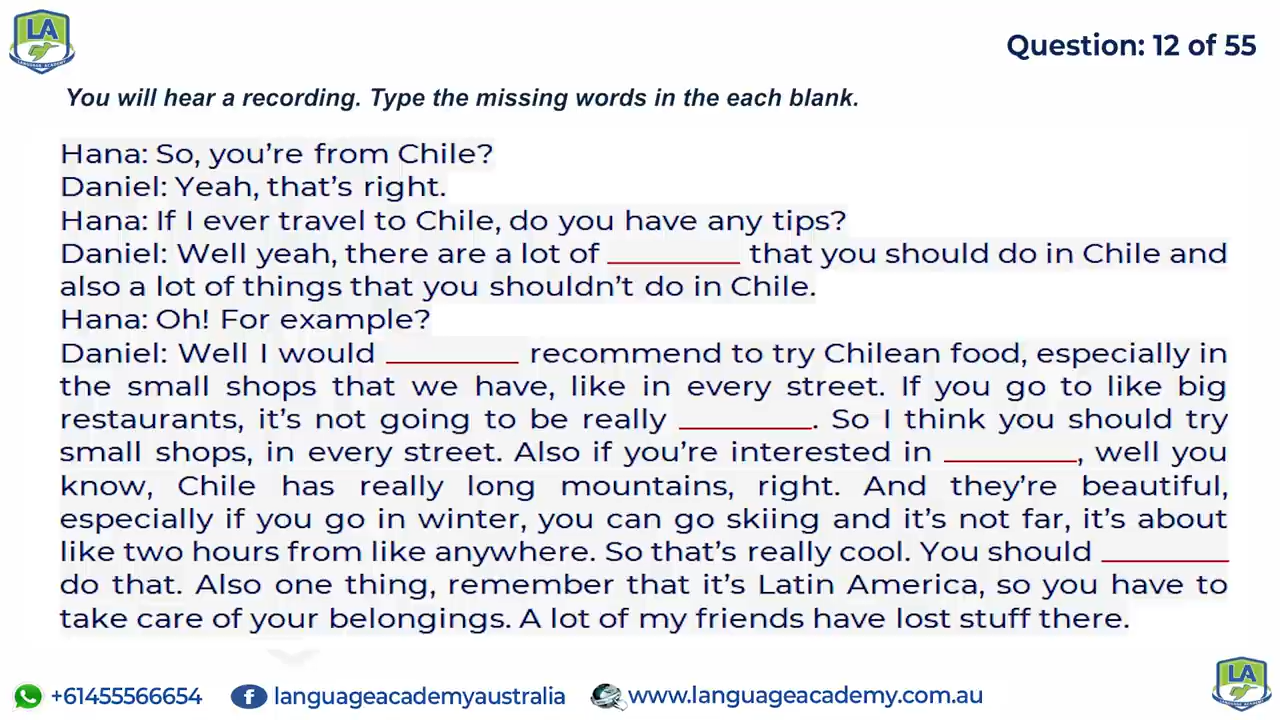 LA
LANGUAGE ACADEMY
Question: 12 of 55
You will hear a recording. Type the missing words in the each blank.
Hana: So, you’re from Chile?
Daniel: Yeah, that’s right.
Hana: If I ever travel to Chile, do you have any tips?
Daniel: Well yeah, there are a lot of ________ that you should do in Chile and
also a lot of things that you shouldn’t do in Chile.
Hana: Oh! For example?
Daniel: Well I would ________ recommend to try Chilean food, especially in
the small shops that we have, like in every street. If you go to like big
restaurants, it’s not going to be really ________. So I think you should try
small shops, in every street. Also if you’re interested in ________, well you
know, Chile has really long mountains, right. And they’re beautiful,
especially if you go in winter, you can go skiing and it’s not far, it’s about
like two hours from like anywhere. So that’s really cool. You should ________
do that. Also one thing, remember that it’s Latin America, so you have to
take care of your belongings. A lot of my friends have lost stuff there.
+61455566654 languageacademyaustralia www.languageacademy.com.au
LA